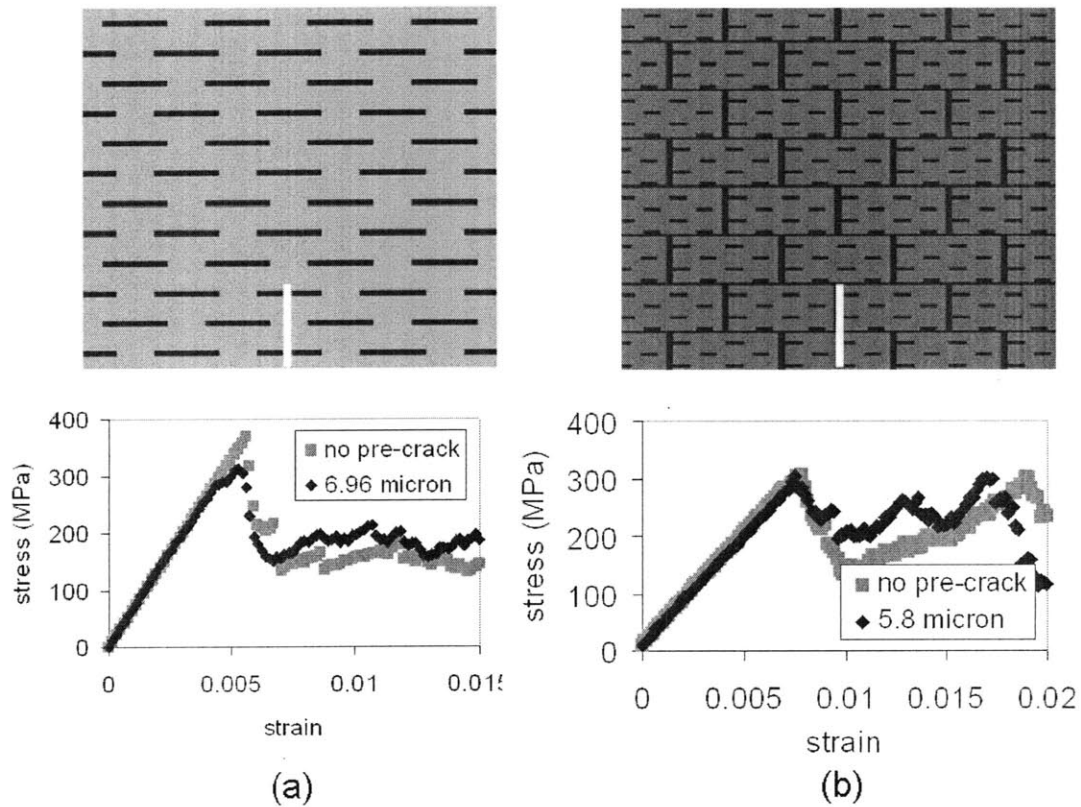 400
300
200
100
0
stress (MPa)
no pre-crack
6.96 micron
0 0.005 0.01 0.015
strain
(a)
400
300
200
100
0
stress (MPa)
no pre-crack
5.8 micron
0 0.005 0.01 0.015 0.02
strain
(b)